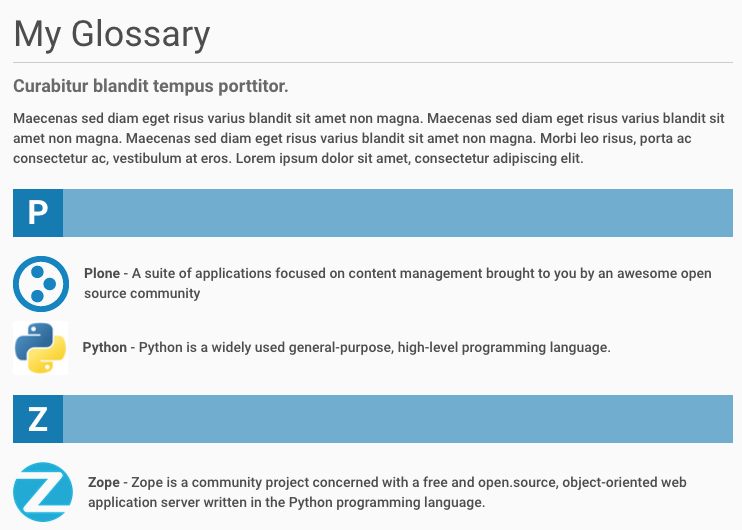 My Glossary
Curabitur blandit tempus porttitor.
Maecenas sed diam eget risus varius blandit sit amet non magna. Maecenas sed diam eget risus varius blandit sit
amet non magna. Maecenas sed diam eget risus varius blandit sit amet non magna. Morbi leo risus, porta ac
consectetur ac, vestibulum at eros. Lorem ipsum dolor sit amet, consectetur adipiscing elit.
P
Plone - A suite of applications focused on content management brought to you by an awesome open
source community
Python - Python is a widely used general-purpose, high-level programming language.
Z
Zope - Zope is a community project concerned with a free and open.source, object-oriented web
application server written in the Python programming language.